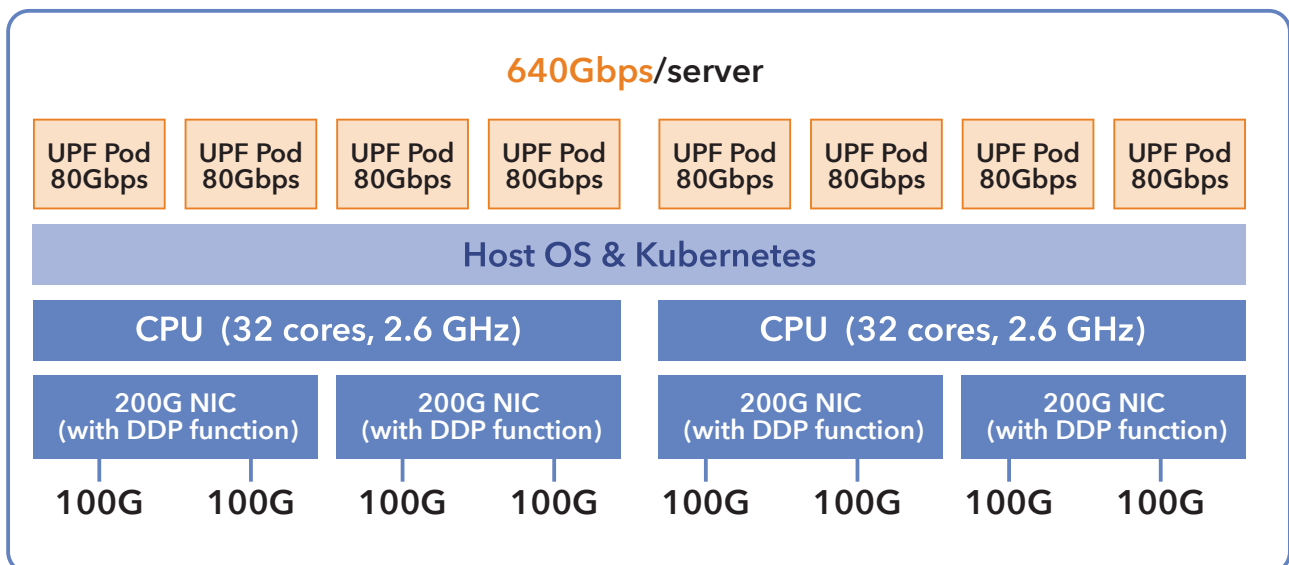 640Gbps/server
UPF Pod
80Gbps
UPF Pod
80Gbps
UPF Pod
80Gbps
UPF Pod
80Gbps
UPF Pod
80Gbps
UPF Pod
80Gbps
UPF Pod
80Gbps
UPF Pod
80Gbps
Host OS & Kubernetes
CPU (32 cores, 2.6 GHz)
CPU (32 cores, 2.6 GHz)
200G NIC
(with DDP function)
200G NIC
(with DDP function)
200G NIC
(with DDP function)
200G NIC
(with DDP function)
100G
100G
100G
100G
100G
100G
100G
100G